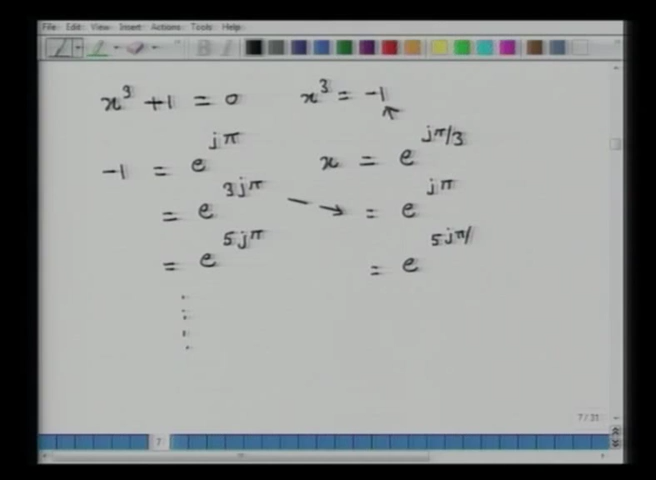 File Edit View Insert Actions Tools Help
x³ + 1 = 0 x³ = -1
-1 = e^{jπ} x = e^{jπ/3}
= e^{3jπ} → = e^{jπ}
= e^{5jπ} = e^{5jπ/}
7/31
7